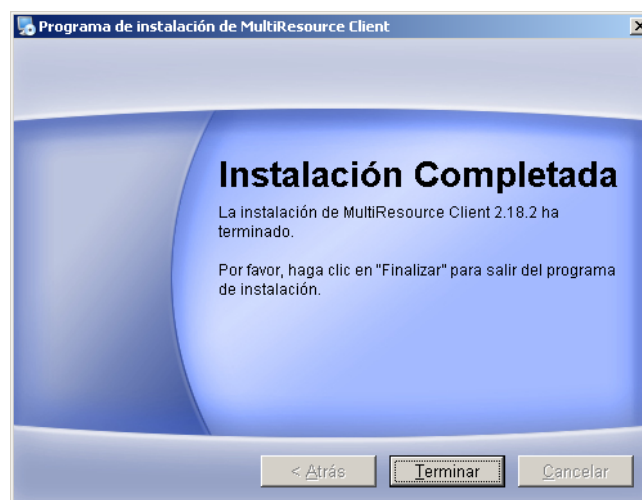 Programa de instalación de MultiResource Client
Instalación Completada
La instalación de MultiResource Client 2.18.2 ha
terminado.
Por favor, haga clic en "Finalizar" para salir del programa
de instalación.
< Atrás
Terminar
Cancelar